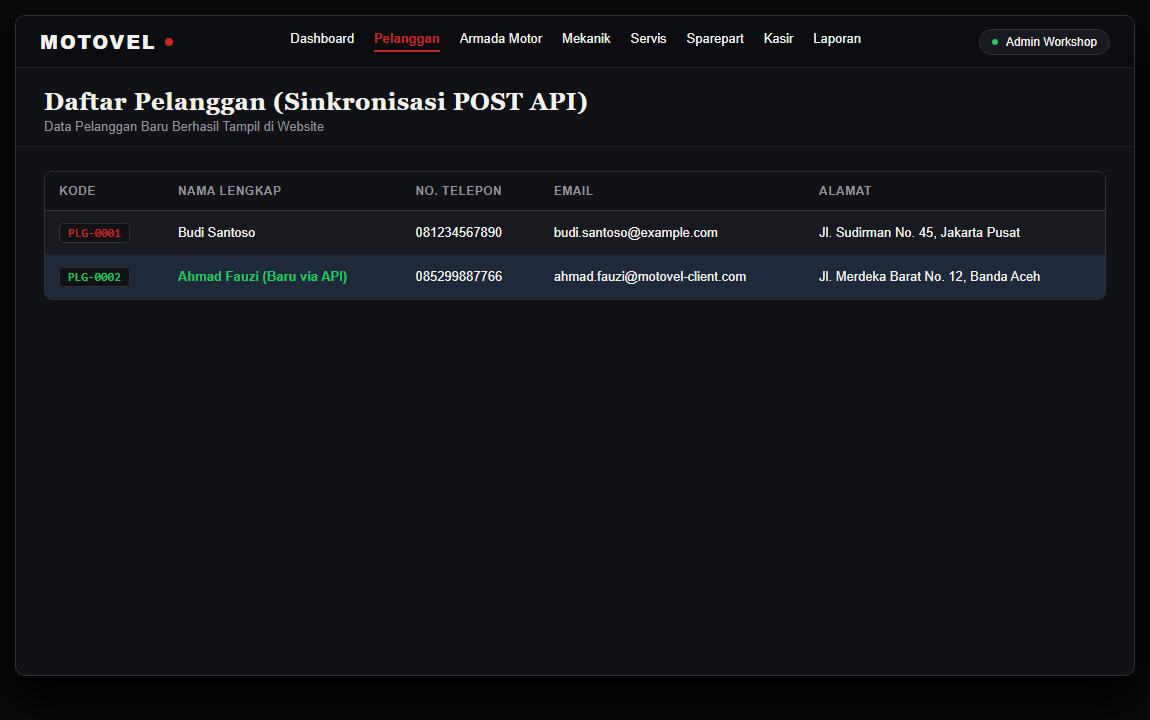 MOTOVEL
Dashboard Pelanggan Armada Motor Mekanik Servis Sparepart Kasir Laporan
Admin Workshop
Daftar Pelanggan (Sinkronisasi POST API)
Data Pelanggan Baru Berhasil Tampil di Website
KODE NAMA LENGKAP NO. TELEPON EMAIL ALAMAT
PLG-0001 Budi Santoso 081234567890 budi.santoso@example.com Jl. Sudirman No. 45, Jakarta Pusat
PLG-0002 Ahmad Fauzi (Baru via API) 085299887766 ahmad.fauzi@motovel-client.com Jl. Merdeka Barat No. 12, Banda Aceh